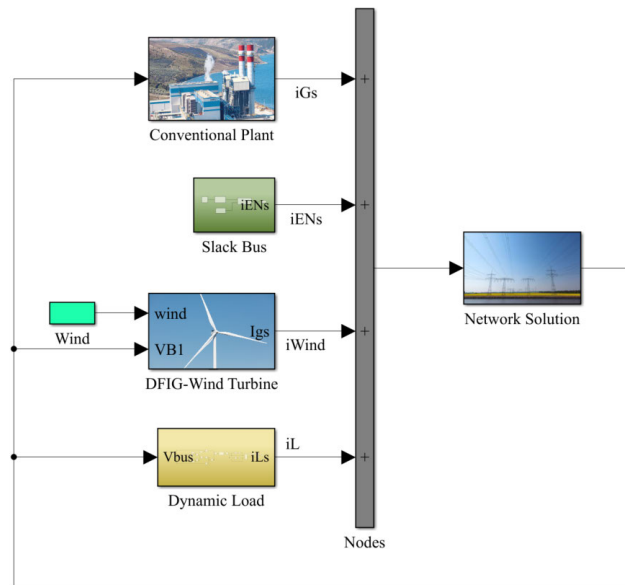 iGs
+
Conventional Plant
iENs
iENs
+
Slack Bus
Network Solution
wind
Wind
VB1
Igs
iWind
+
DFIG-Wind Turbine
Vbus
iLs
iL
+
Dynamic Load
Nodes